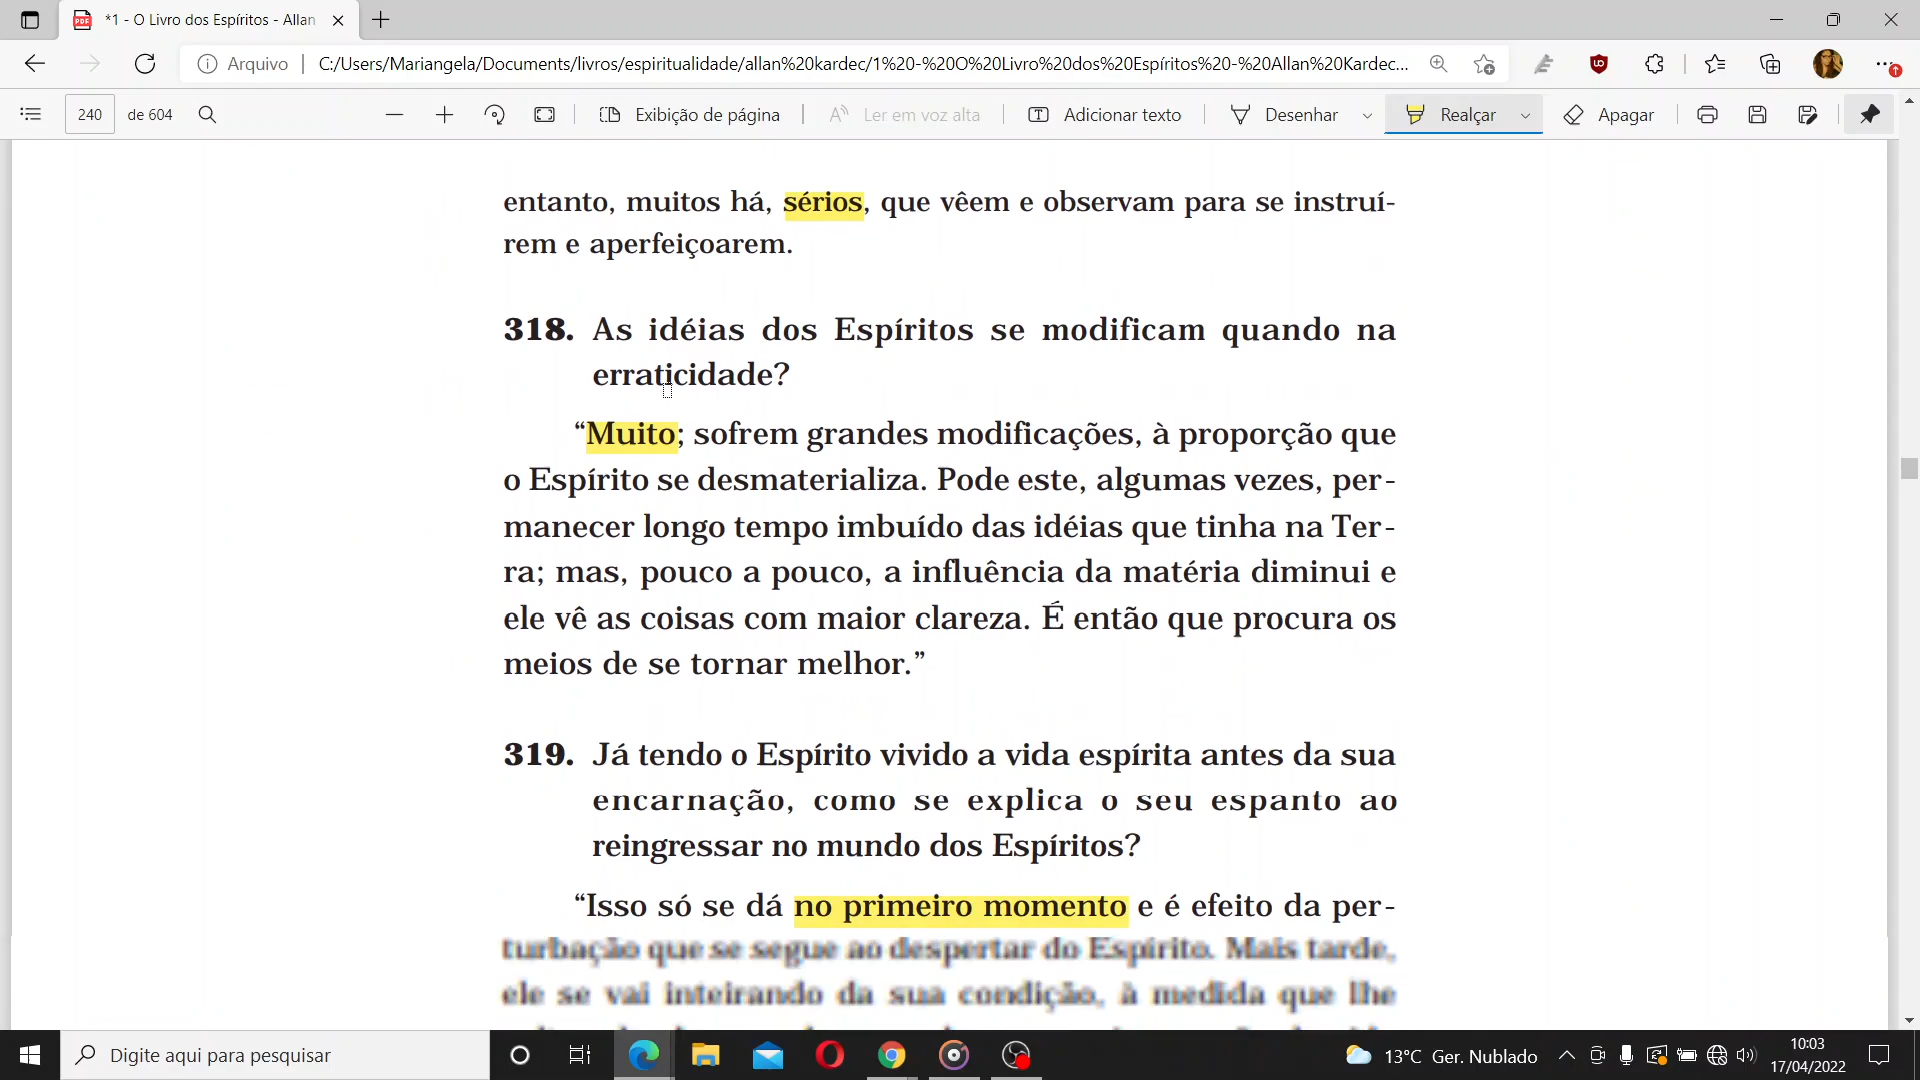 *1 - O Livro dos Espíritos - Allan
Arquivo
C:/Users/Mariangela/Documents/livros/espiritualidade/allan%20kardec/1%20-%20O%20Livro%20dos%20Espíritos%20-%20Allan%20Kardec...
240 de 604
Exibição de página
Ler em voz alta
Adicionar texto
Desenhar
Realçar
Apagar
entanto, muitos há, sérios, que vêem e observam para se instruí-
rem e aperfeiçoarem.
318. As idéias dos Espíritos se modificam quando na
erraticidade?
“Muito; sofrem grandes modificações, à proporção que
o Espírito se desmaterializa. Pode este, algumas vezes, per-
manecer longo tempo imbuído das idéias que tinha na Ter-
ra; mas, pouco a pouco, a influência da matéria diminui e
ele vê as coisas com maior clareza. É então que procura os
meios de se tornar melhor.”
319. Já tendo o Espírito vivido a vida espírita antes da sua
encarnação, como se explica o seu espanto ao
reingressar no mundo dos Espíritos?
“Isso só se dá no primeiro momento e é efeito da per-
turbação que se segue ao despertar do Espírito. Mais tarde,
ele se vai inteirando da sua condição, à medida que lhe
Digite aqui para pesquisar
13°C Ger. Nublado
10:03
17/04/2022